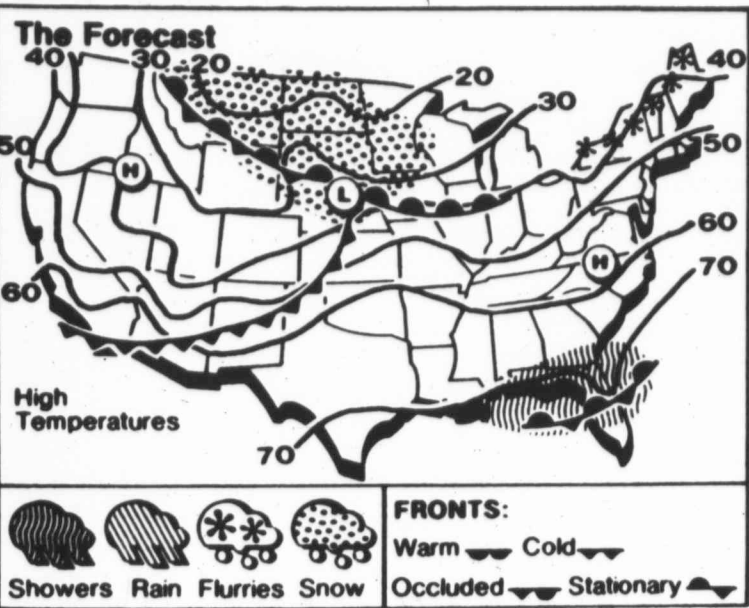 The Forecast
40 30 20 20 40
30
50 50
H
L
H
60
60 70
High
Temperatures
70
Showers Rain Flurries Snow
FRONTS:
Warm Cold
Occluded Stationary